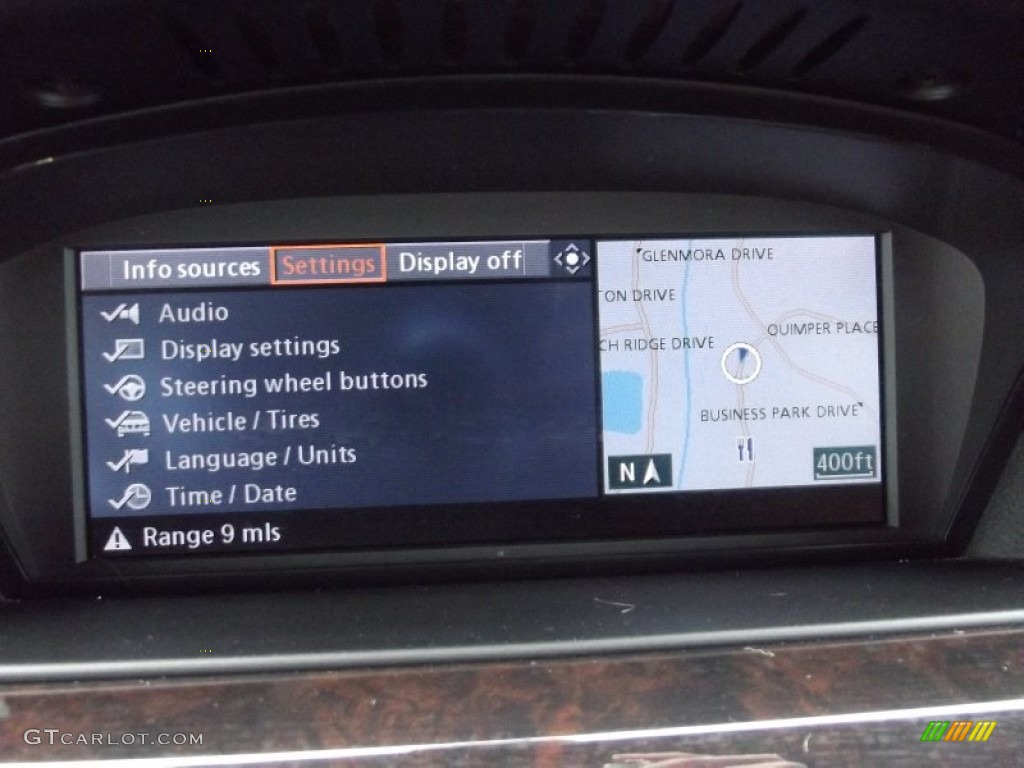 Info sources Settings Display off
Audio
Display settings
Steering wheel buttons
Vehicle / Tires
Language / Units
Time / Date
Range 9 mls
GLENMORA DRIVE
TON DRIVE
QUIMPER PLACE
CH RIDGE DRIVE
BUSINESS PARK DRIVE
N
400ft
GTCARLOT.COM